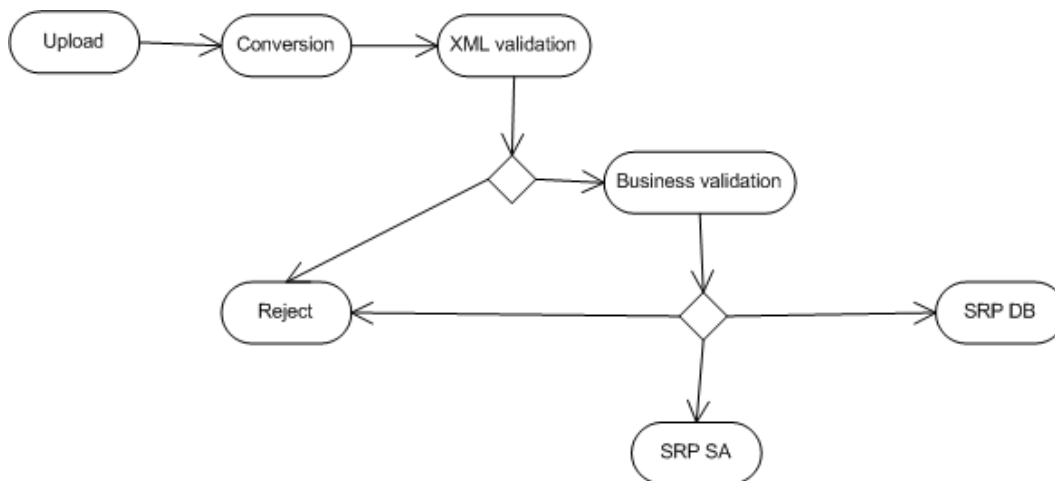 Upload
Conversion
XML validation
Business validation
Reject
SRP DB
SRP SA